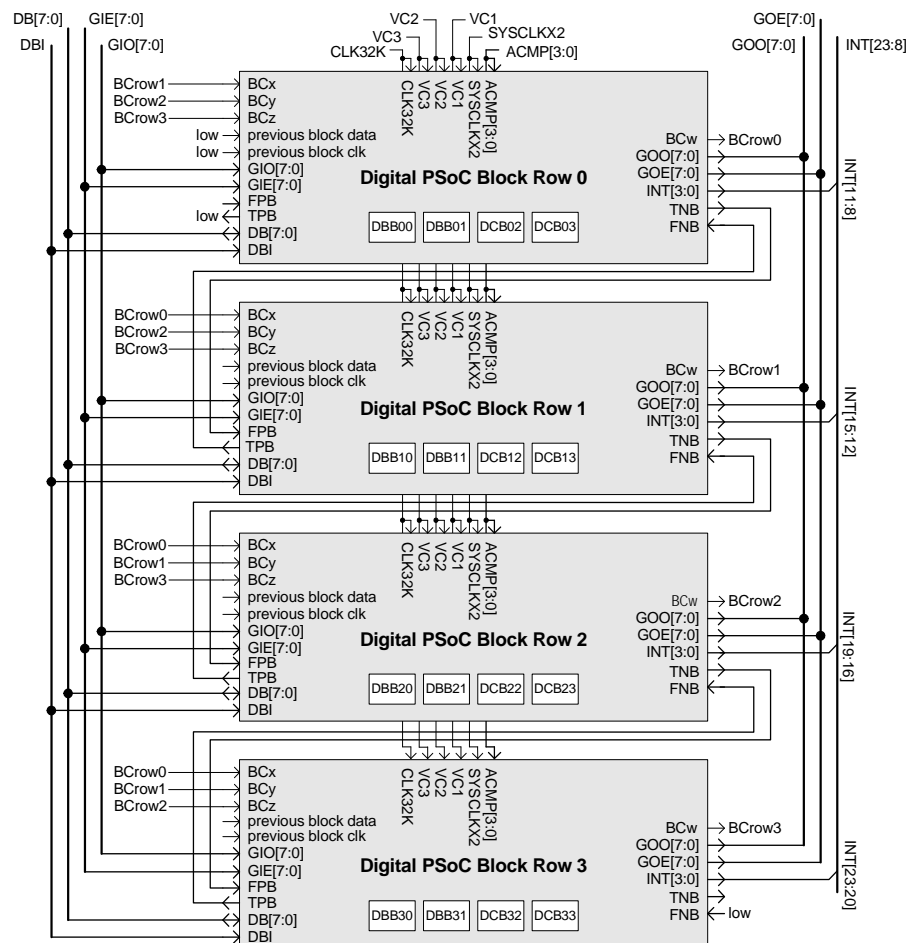 DB[7:0]
GIE[7:0]
VC2
VC1
GOE[7:0]
DBI
GIO[7:0]
VC3
SYSCLKX2
GOO[7:0]
INT[23:8]
CLK32K
ACMP[3:0]
BCrow1
BCrow2
BCrow3
low
low
low
BCx
BCy
BCz
previous block data
previous block clk
GIO[7:0]
GIE[7:0]
FPB
TPB
DB[7:0]
DBI
CLK32K
VC3
VC2
VC1
SYSCLKX2
ACMP[3:0]
Digital PSoC Block Row 0
DBB00
DBB01
DCB02
DCB03
BCw
GOO[7:0]
GOE[7:0]
INT[3:0]
TNB
FNB
BCrow0
INT[11:8]
BCrow0
BCrow2
BCrow3
BCx
BCy
BCz
previous block data
previous block clk
GIO[7:0]
GIE[7:0]
FPB
TPB
DB[7:0]
DBI
CLK32K
VC3
VC2
VC1
SYSCLKX2
ACMP[3:0]
Digital PSoC Block Row 1
DBB10
DBB11
DCB12
DCB13
BCw
GOO[7:0]
GOE[7:0]
INT[3:0]
TNB
FNB
BCrow1
INT[15:12]
BCrow0
BCrow1
BCrow3
BCx
BCy
BCz
previous block data
previous block clk
GIO[7:0]
GIE[7:0]
FPB
TPB
DB[7:0]
DBI
CLK32K
VC3
VC2
VC1
SYSCLKX2
ACMP[3:0]
Digital PSoC Block Row 2
DBB20
DBB21
DCB22
DCB23
BCw
GOO[7:0]
GOE[7:0]
INT[3:0]
TNB
FNB
BCrow2
INT[19:16]
BCrow0
BCrow1
BCrow2
BCx
BCy
BCz
previous block data
previous block clk
GIO[7:0]
GIE[7:0]
FPB
TPB
DB[7:0]
DBI
CLK32K
VC3
VC2
VC1
SYSCLKX2
ACMP[3:0]
Digital PSoC Block Row 3
DBB30
DBB31
DCB32
DCB33
BCw
GOO[7:0]
GOE[7:0]
INT[3:0]
TNB
FNB
BCrow3
low
INT[23:20]